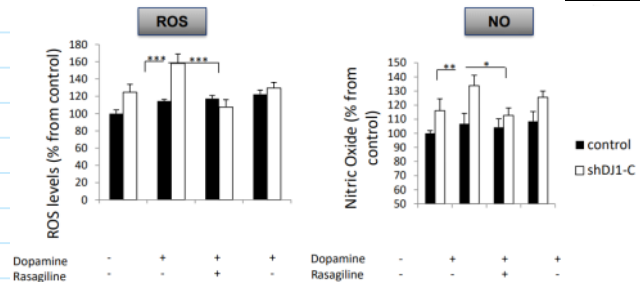 ROS
NO
ROS levels (% from control)
180
160
140
120
100
80
60
40
20
0
***
***
Nitric Oxide (% from
control)
150
140
130
120
110
100
90
80
70
60
50
**
*
control
shDJ1-C
Dopamine - + + +
Rasagiline - - +
Dopamine - + + +
Rasagiline - - + -